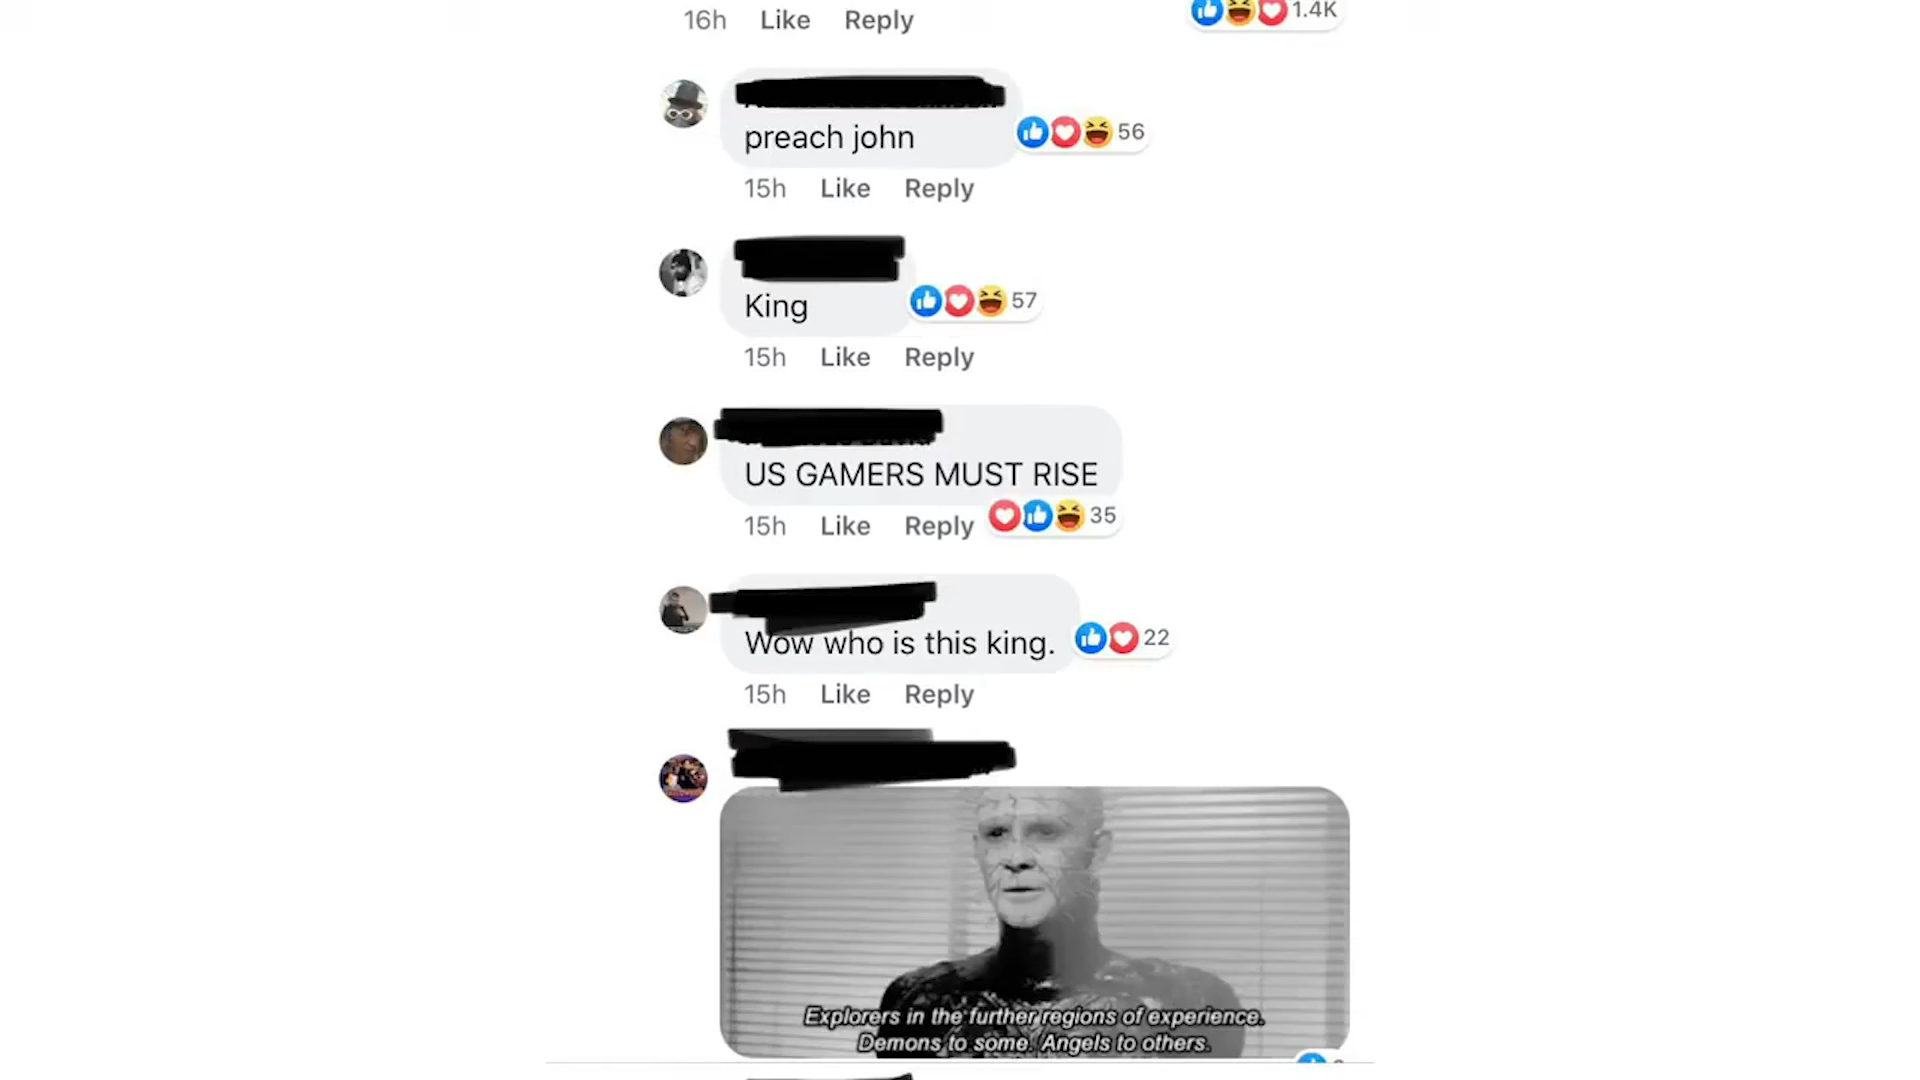 16h Like Reply 1.4K
preach john
56
15h Like Reply
King
57
15h Like Reply
US GAMERS MUST RISE
15h Like Reply 35
Wow who is this king.
22
15h Like Reply
Explorers in the further regions of experience.
Demons to some. Angels to others.